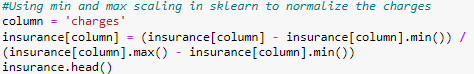 #Using min and max scaling in sklearn to normalize the charges
column = 'charges'
insurance[column] = (insurance[column] - insurance[column].min()) /
(insurance[column].max() - insurance[column].min())
insurance.head()